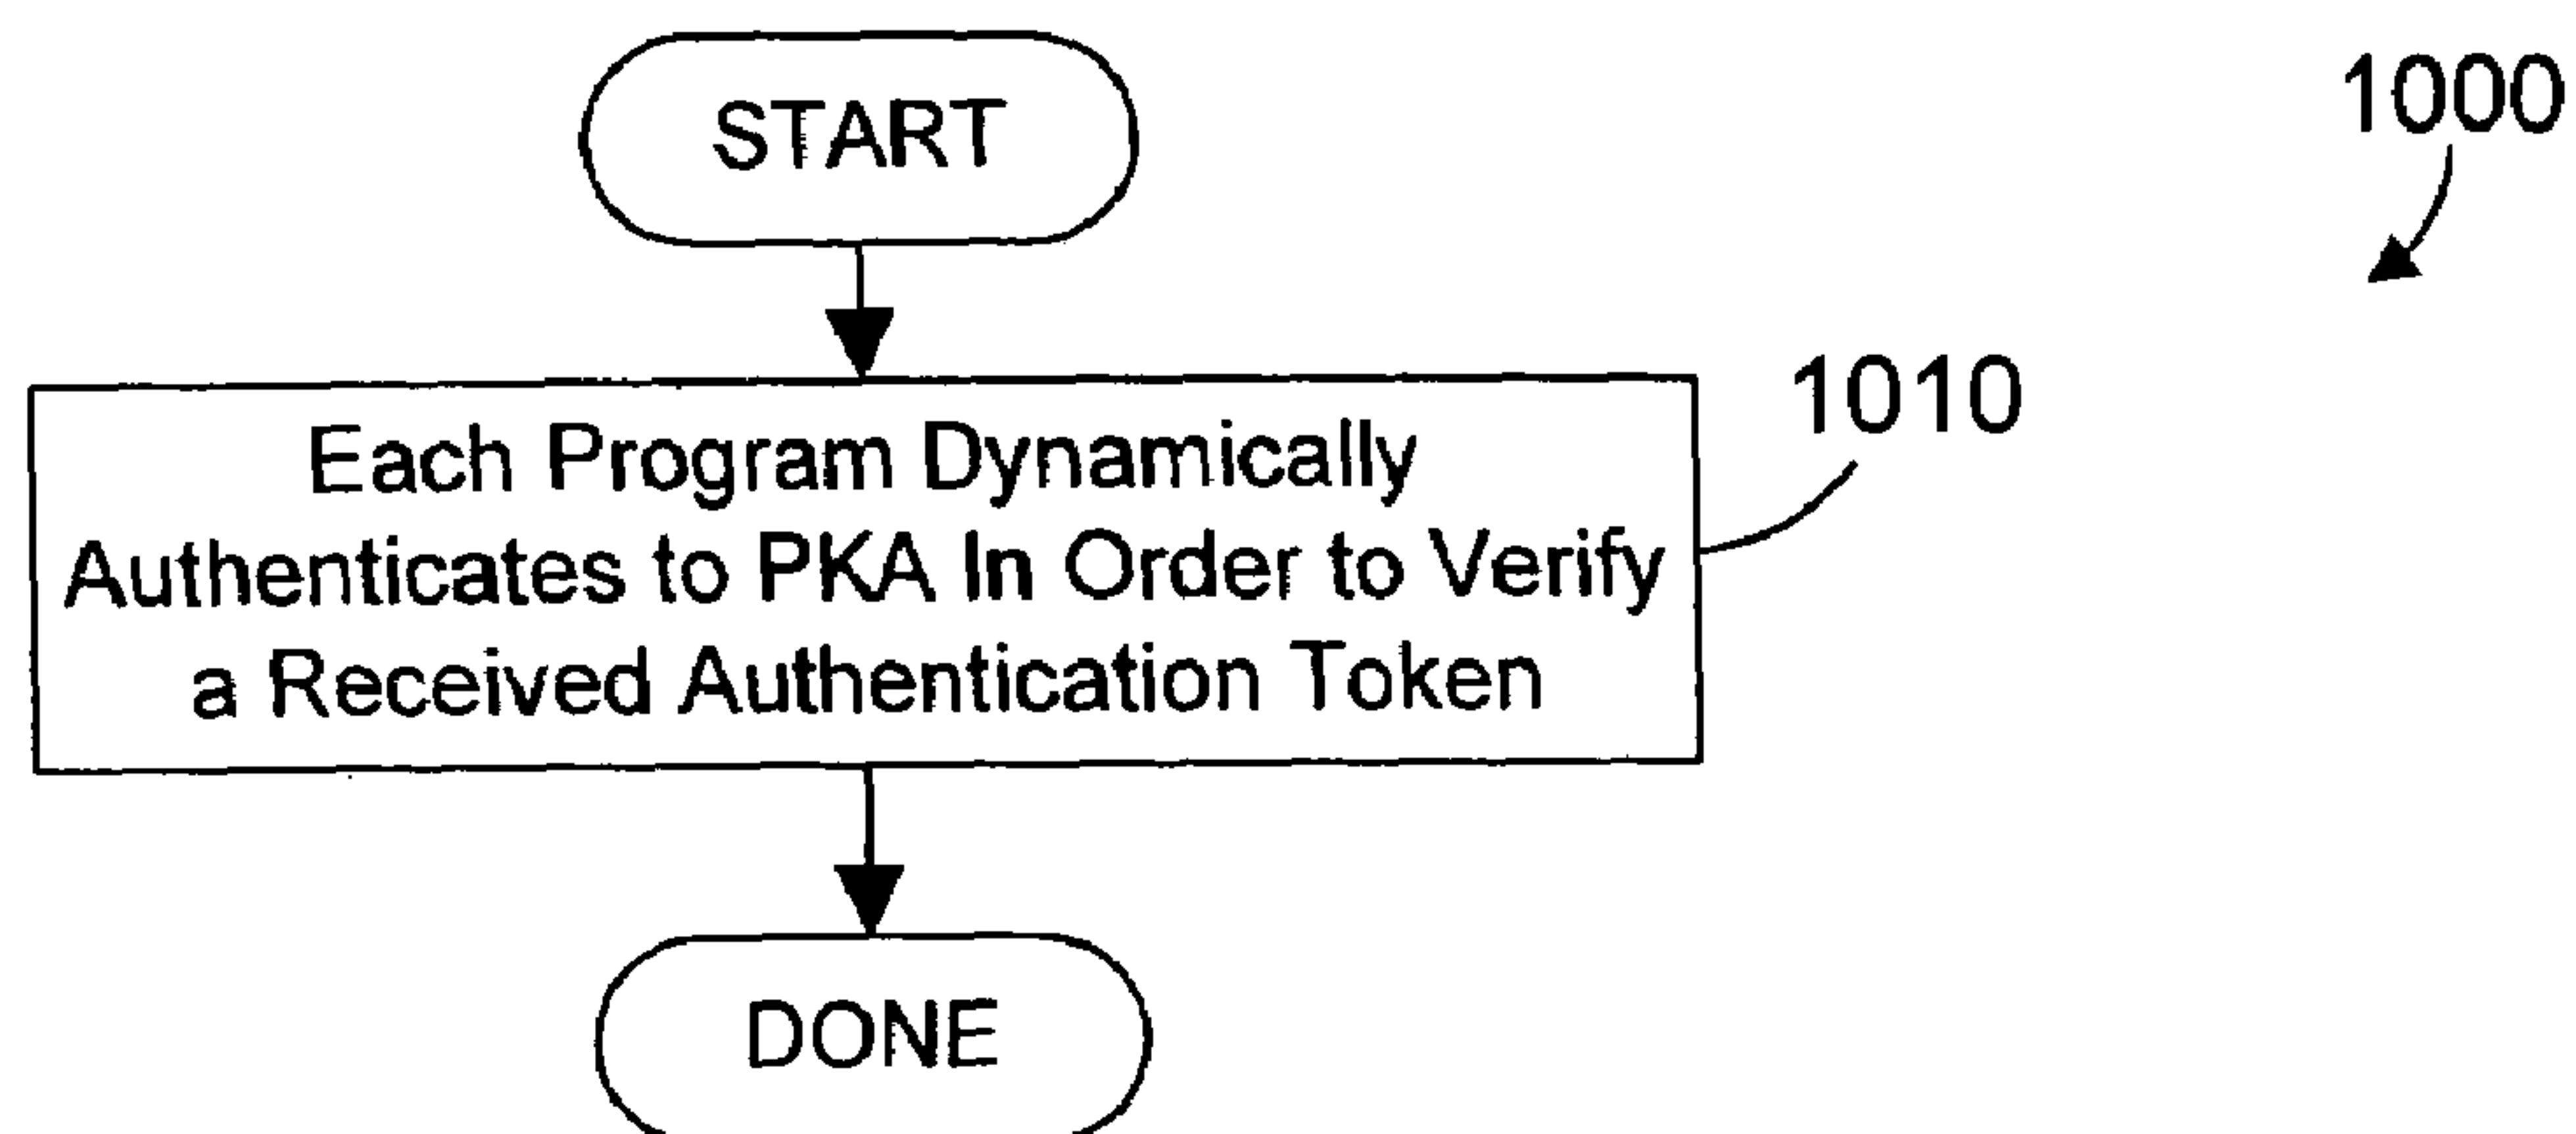 START
1000
1010
Each Program Dynamically
Authenticates to PKA In Order to Verify
a Received Authentication Token
DONE